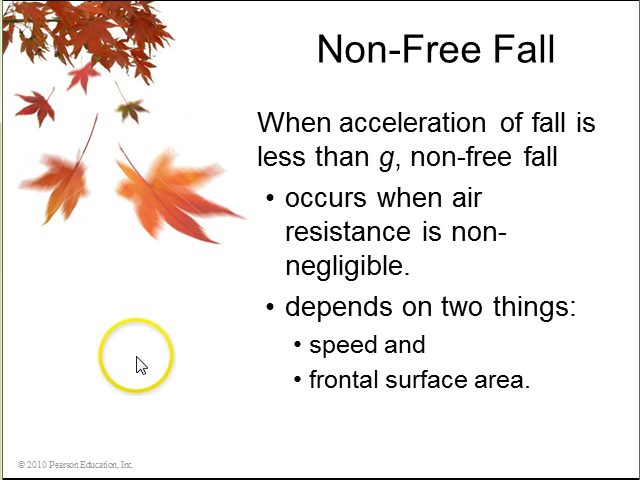 Non-Free Fall
When acceleration of fall is
less than g, non-free fall
• occurs when air
resistance is non-
negligible.
• depends on two things:
• speed and
• frontal surface area.
© 2010 Pearson Education, Inc.